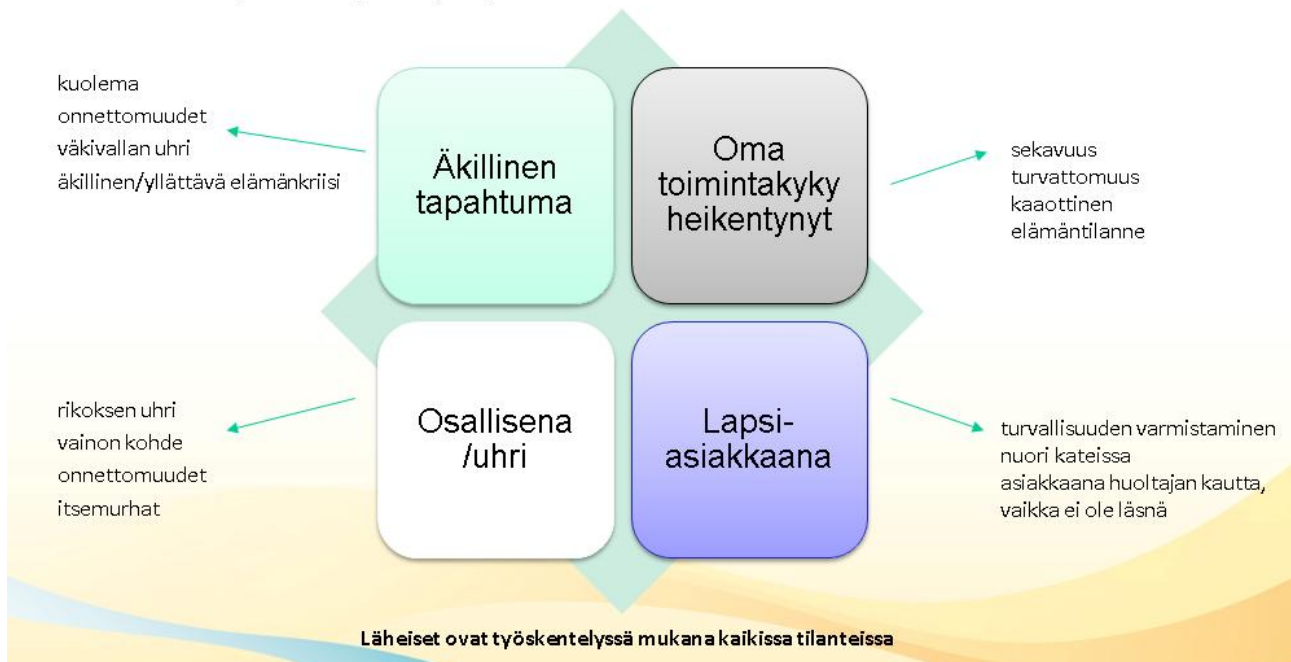 kuolema
onnettomuudet
väkivallan uhri
äkillinen/yllättävä elämänkriisi
Äkillinen
tapahtuma
Oma
toimintakyky
heikentynyt
sekavuus
turvattomuus
kaaottinen
elämäntilanne
rikoksen uhri
vainon kohde
onnettomuudet
itsemurhat
Osallisena
/uhri
Lapsi-
asiakkaana
turvallisuuden varmistaminen
nuori kateissa
asiakkaana huoltajan kautta,
vaikka ei ole läsnä
Läheiset ovat työskentelyssä mukana kaikissa tilanteissa